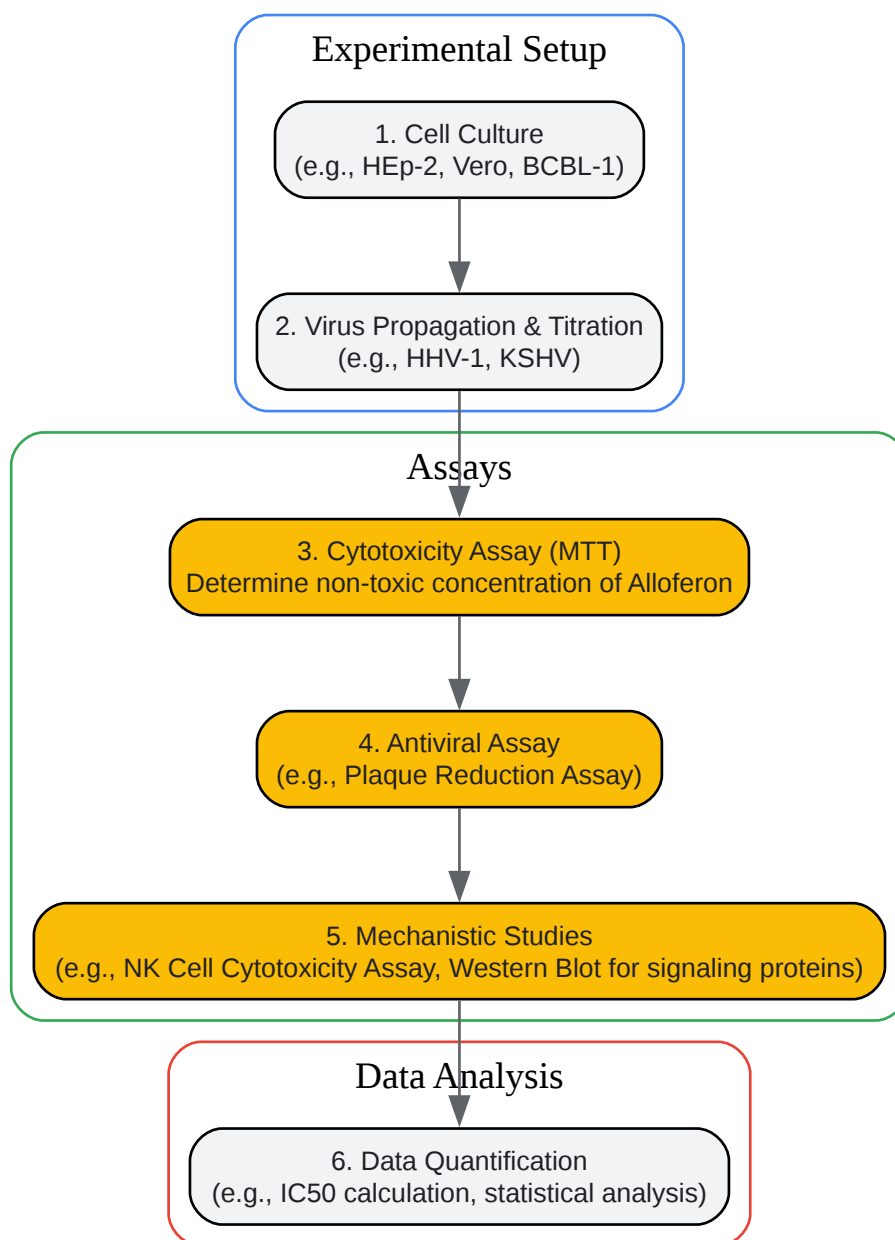 Experimental Setup
1. Cell Culture
(e.g., HEp-2, Vero, BCBL-1)
2. Virus Propagation & Titration
(e.g., HHV-1, KSHV)
Assays
3. Cytotoxicity Assay (MTT)
Determine non-toxic concentration of Alloferon
4. Antiviral Assay
(e.g., Plaque Reduction Assay)
5. Mechanistic Studies
(e.g., NK Cell Cytotoxicity Assay, Western Blot for signaling proteins)
Data Analysis
6. Data Quantification
(e.g., IC50 calculation, statistical analysis)